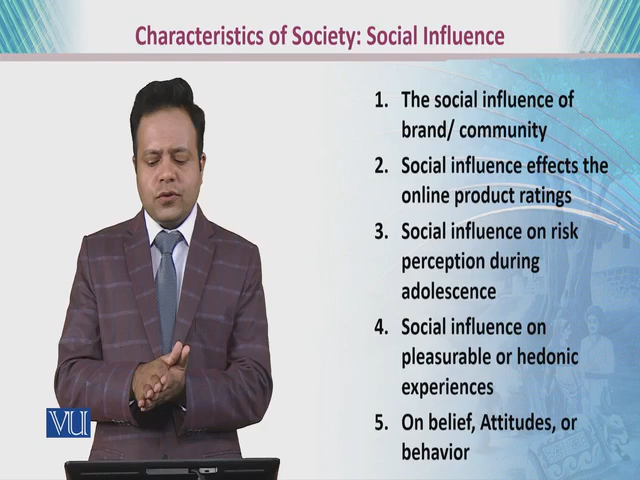 Characteristics of Society: Social Influence
1. The social influence of
brand/ community
2. Social influence effects the
online product ratings
3. Social influence on risk
perception during
adolescence
4. Social influence on
pleasurable or hedonic
experiences
5. On belief, Attitudes, or
behavior
VU